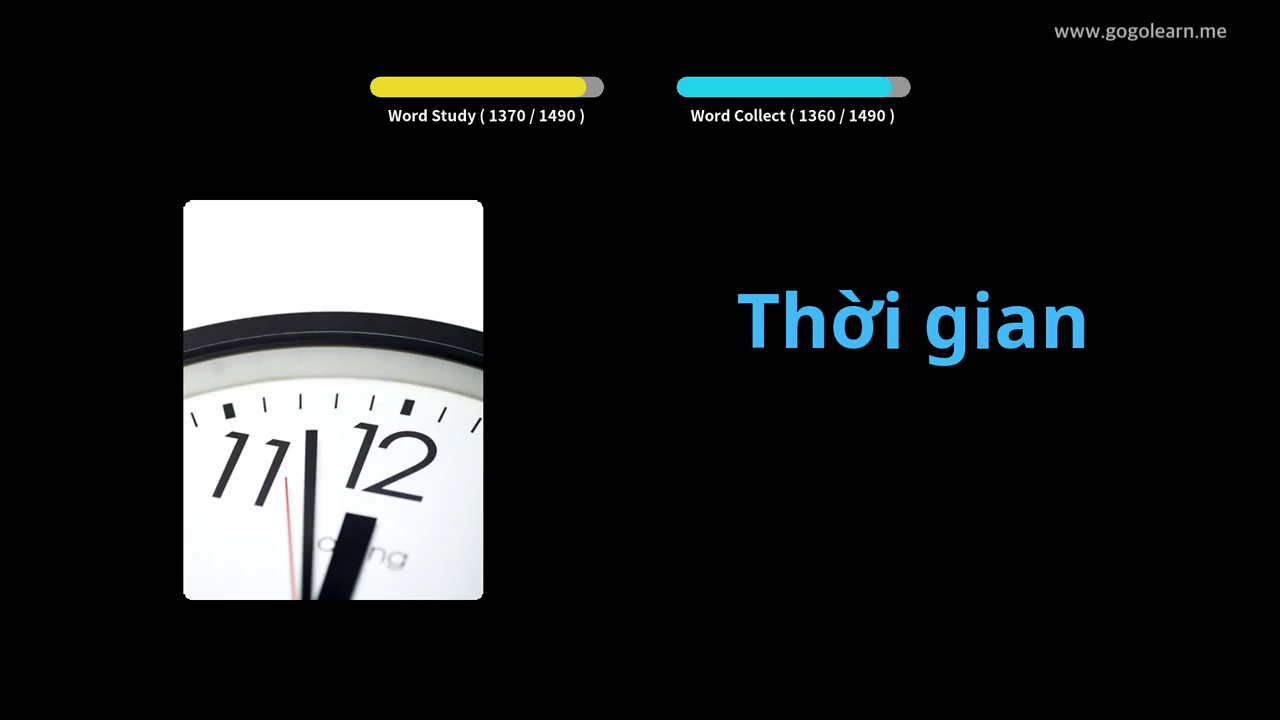 www.gogolearn.me
Word Study ( 1370 / 1490 )
Word Collect ( 1360 / 1490 )
Thời gian
11 12